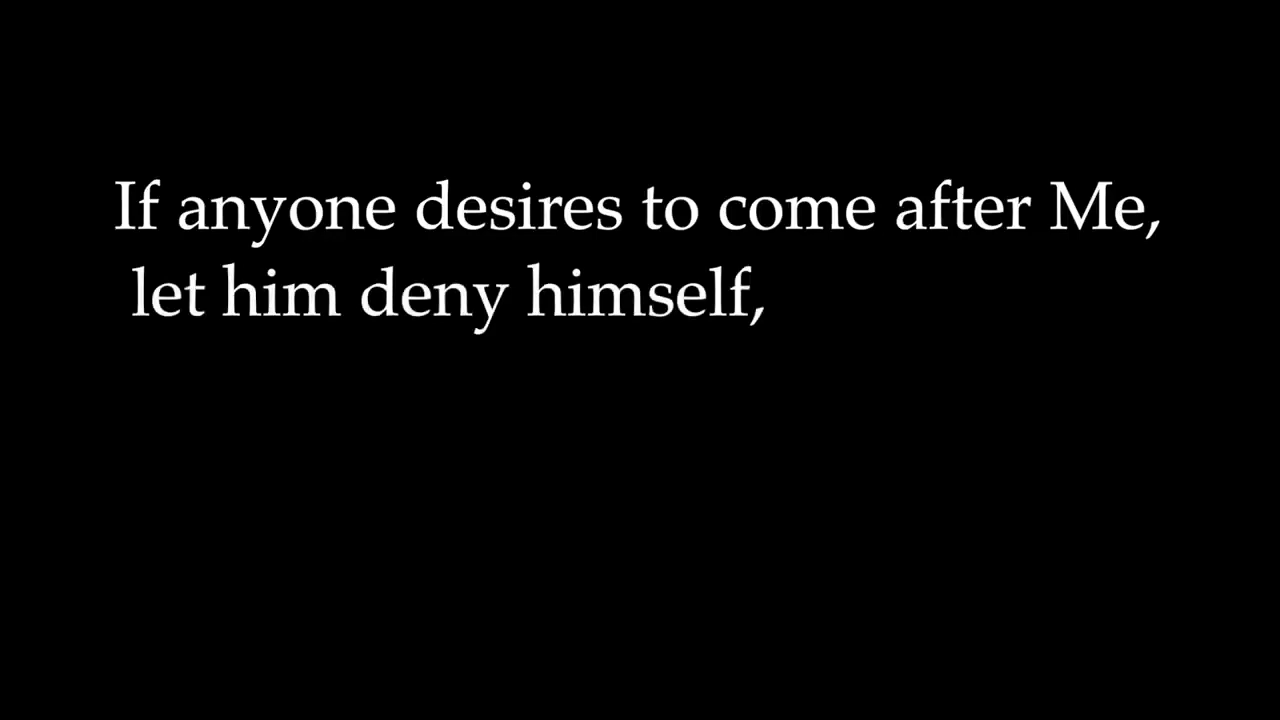 If anyone desires to come after Me,
let him deny himself,